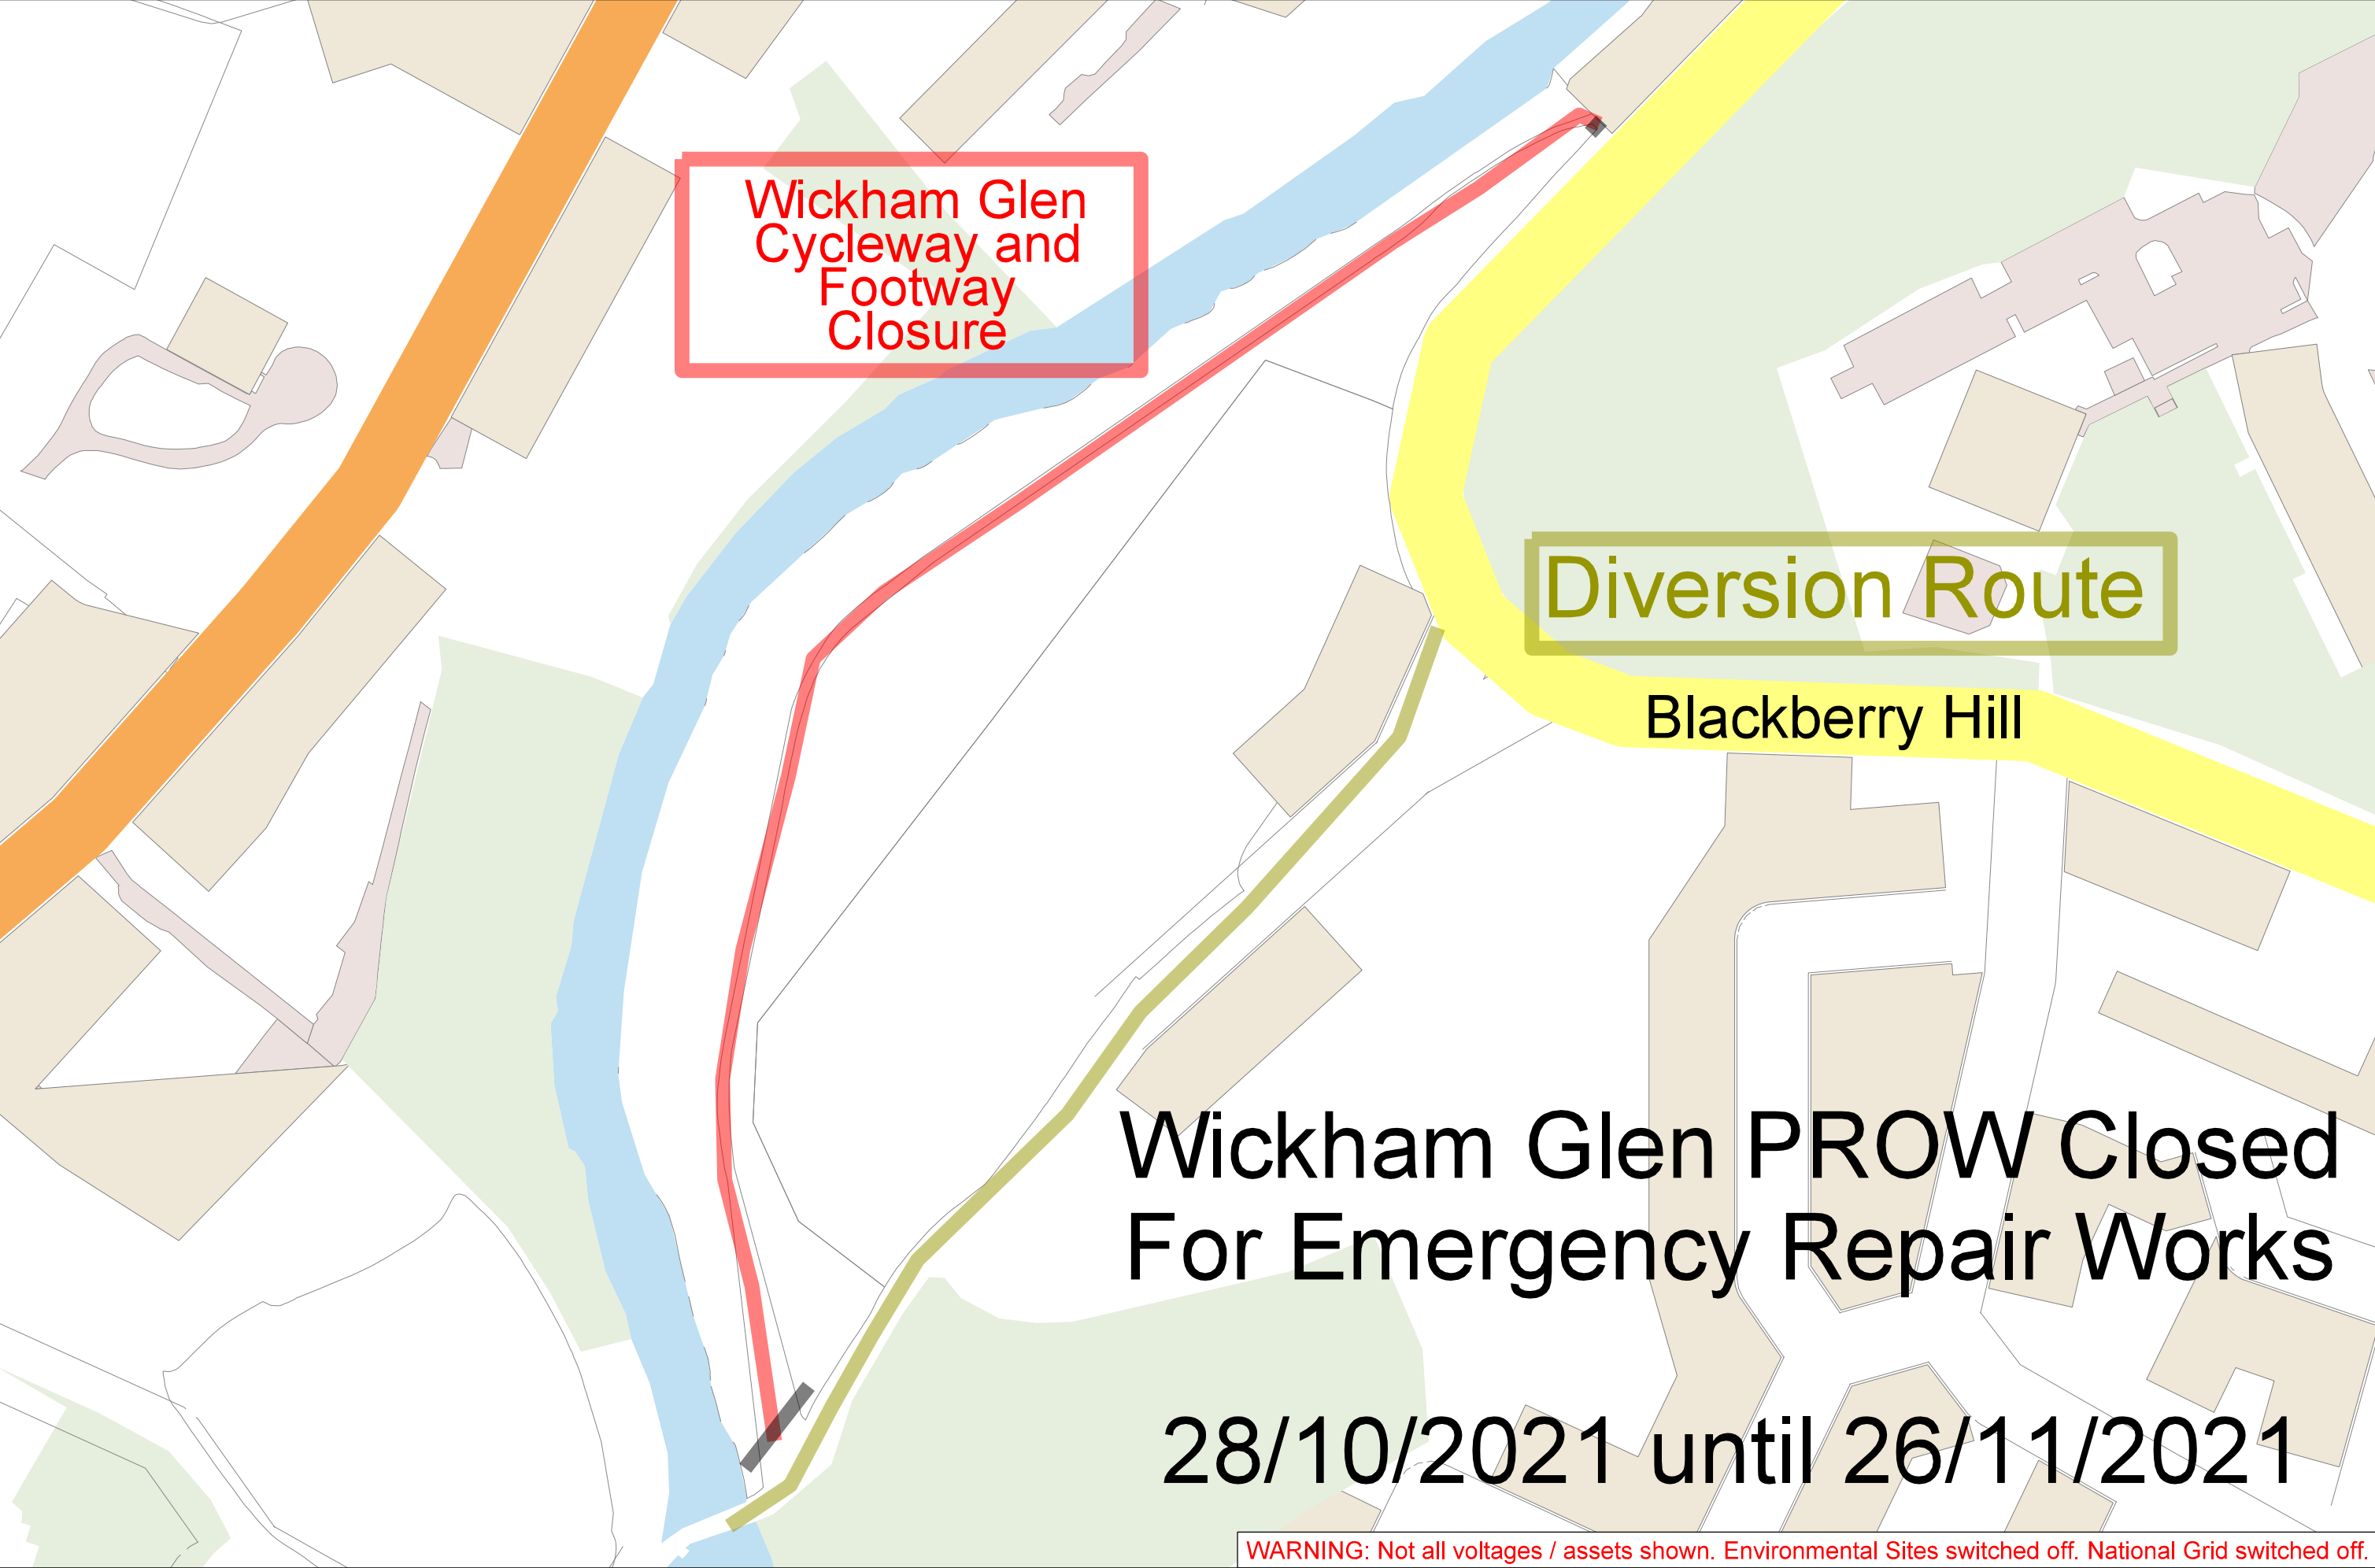 Wickham Glen
Cycleway and
Footway
Closure
Diversion Route
Blackberry Hill
Wickham Glen PROW Closed
For Emergency Repair Works
28/10/2021 until 26/11/2021
WARNING: Not all voltages / assets shown. Environmental Sites switched off. National Grid switched off.